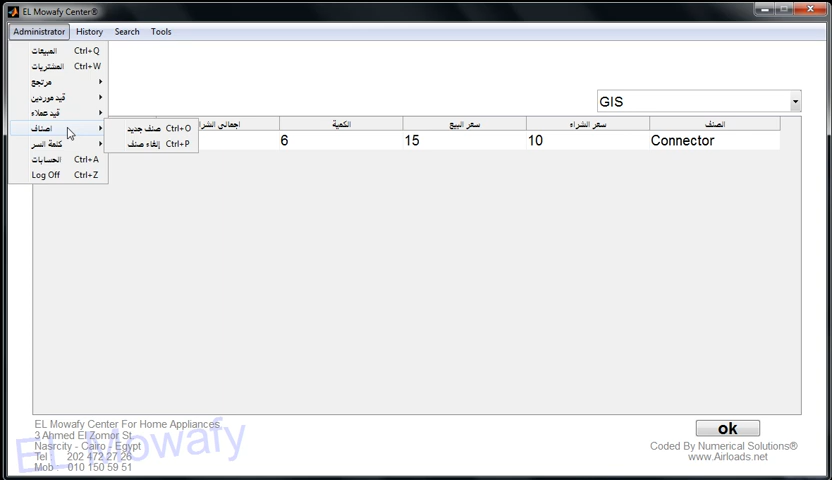 EL Mowafy Center®
Administrator History Search Tools
المبيعات Ctrl+Q
المشتريات Ctrl+W
مرتجع
قيد موردين
قيد عملاء
اصناف
كلمة السر
الحسابات Ctrl+A
Log Off Ctrl+Z
صنف جديد Ctrl+O
إلغاء صنف Ctrl+P
GIS
الصنف سعر الشراء سعر البيع الكمية اجمالى الشراء
Connector 10 15 6
EL Mowafy Center For Home Appliances,
3 Ahmed El Zomor St.
Nasrcity - Cairo - Egypt
Tel : 202 472 27 26
Mob : 010 150 59 51
EL Mowafy
ok
Coded By Numerical Solutions®
www.Airloads.net